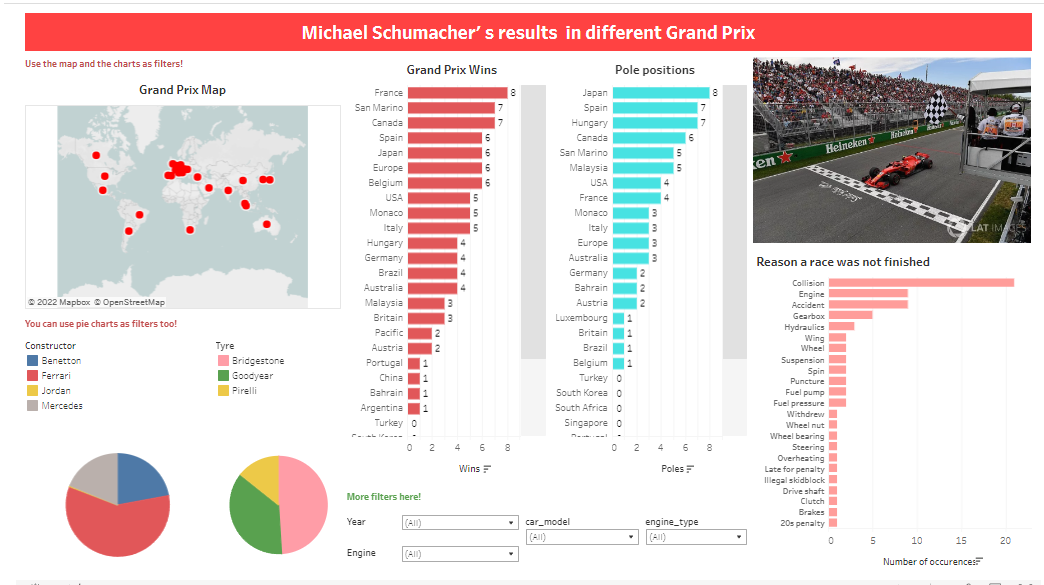 Michael Schumacher’ s results in different Grand Prix
Use the map and the charts as filters!
Grand Prix Map
© 2022 Mapbox © OpenStreetMap
You can use pie charts as filters too!
Constructor
Benetton
Ferrari
Jordan
Mercedes
Tyre
Bridgestone
Goodyear
Pirelli
Grand Prix Wins
France 8
San Marino 7
Canada 7
Spain 6
Japan 6
Europe 6
Belgium 6
USA 5
Monaco 5
Italy 5
Hungary 4
Germany 4
Brazil 4
Australia 4
Malaysia 3
Britain 3
Pacific 2
Austria 2
Portugal 1
China 1
Bahrain 1
Argentina 1
Turkey 0
0 2 4 6 8
Wins
Pole positions
Japan 8
Spain 7
Hungary 7
Canada 6
San Marino 5
Malaysia 5
USA 4
France 4
Monaco 3
Italy 3
Europe 3
Australia 3
Germany 2
Bahrain 2
Austria 2
Luxembourg 1
Britain 1
Brazil 1
Belgium 1
Turkey 0
South Korea 0
South Africa 0
Singapore 0
0 2 4 6 8
Poles
More filters here!
Year (All)
Engine (All)
car_model
(All)
engine_type
(All)
Heineken
LAT IMAGES
Reason a race was not finished
Collision
Engine
Accident
Gearbox
Hydraulics
Wing
Wheel
Suspension
Spin
Puncture
Fuel pump
Fuel pressure
Withdrew
Wheel nut
Wheel bearing
Steering
Overheating
Late for penalty
Illegal skidblock
Drive shaft
Clutch
Brakes
20s penalty
0 5 10 15 20
Number of occurences